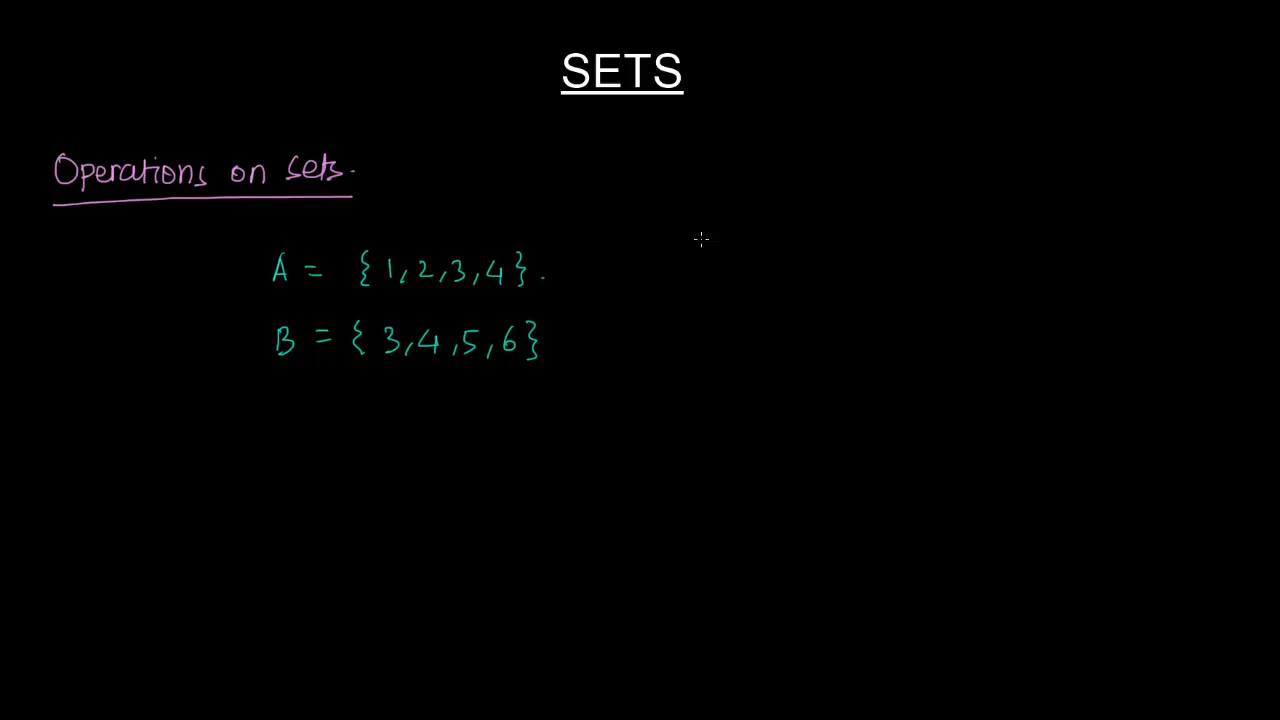 SETS
Operations on sets.
A = {1,2,3,4}.
B = {3,4,5,6}